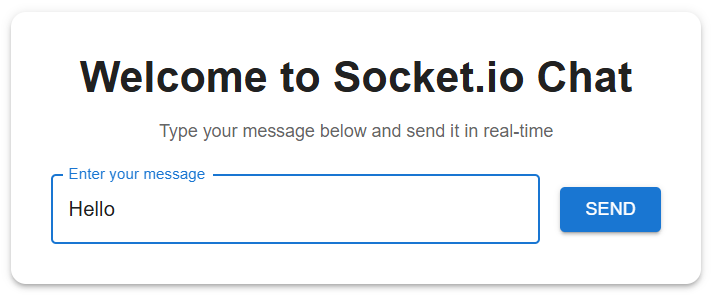 Welcome to Socket.io Chat
Type your message below and send it in real-time
Enter your message
Hello
SEND